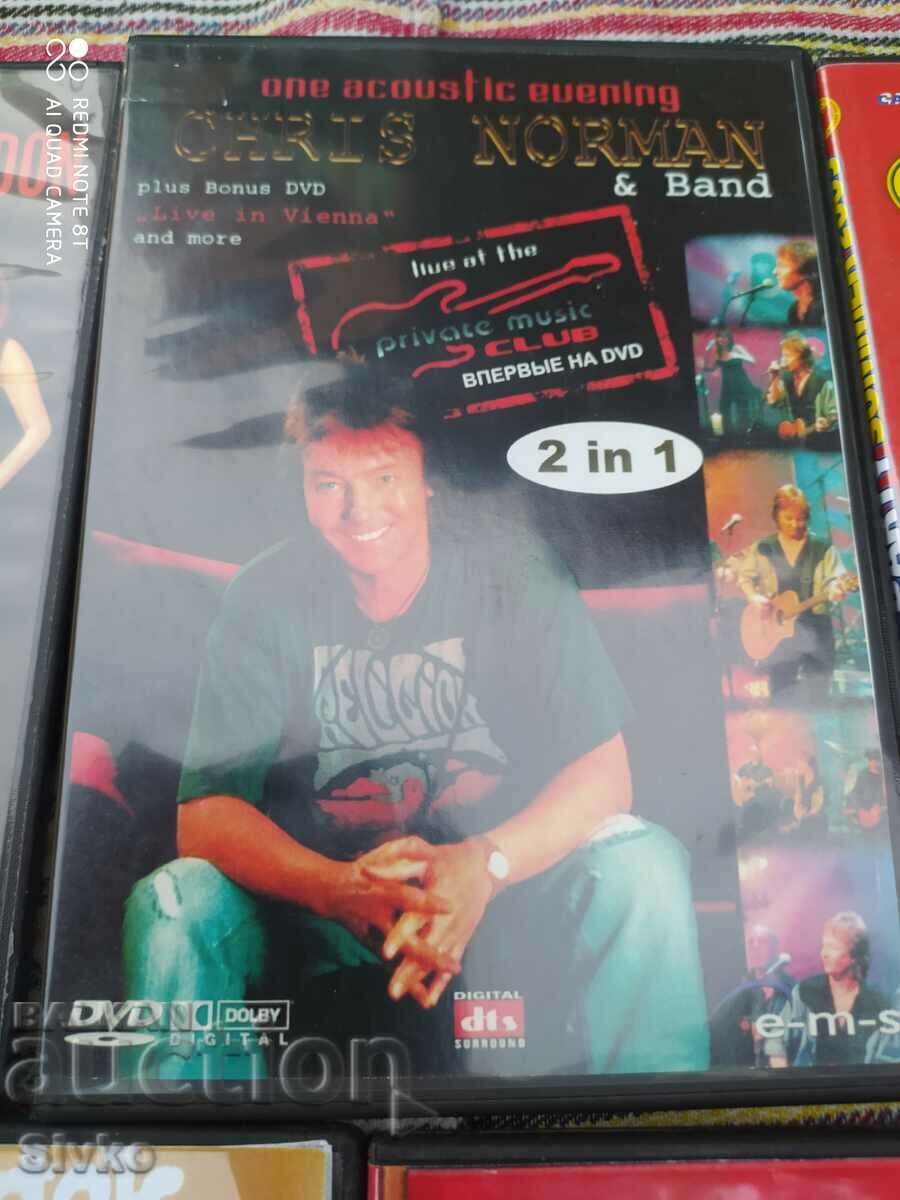 REDMI NOTE 8T
AI QUAD CAMERA
one acoustic evening
CHRIS NORMAN
& Band
plus Bonus DVD
„Live in Vienna"
and more
live at the
private music
CLUB
ВПЕРВЫЕ НА DVD
2 in 1
DVD
DOLBY
DIGITAL
DIGITAL
dts
SURROUND
e-m-s
BALKAN
auction
Sivko